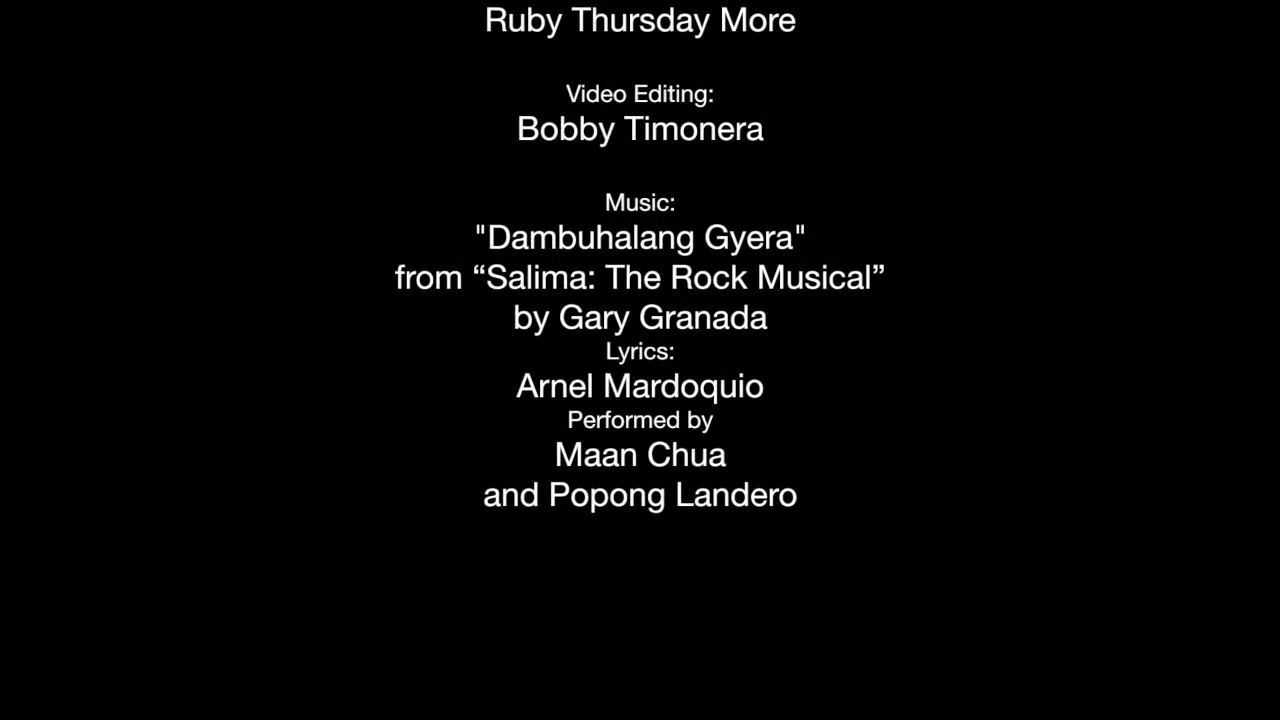 Ruby Thursday More
Video Editing:
Bobby Timonera
Music:
"Dambuhalang Gyera"
from “Salima: The Rock Musical”
by Gary Granada
Lyrics:
Arnel Mardoquio
Performed by
Maan Chua
and Popong Landero